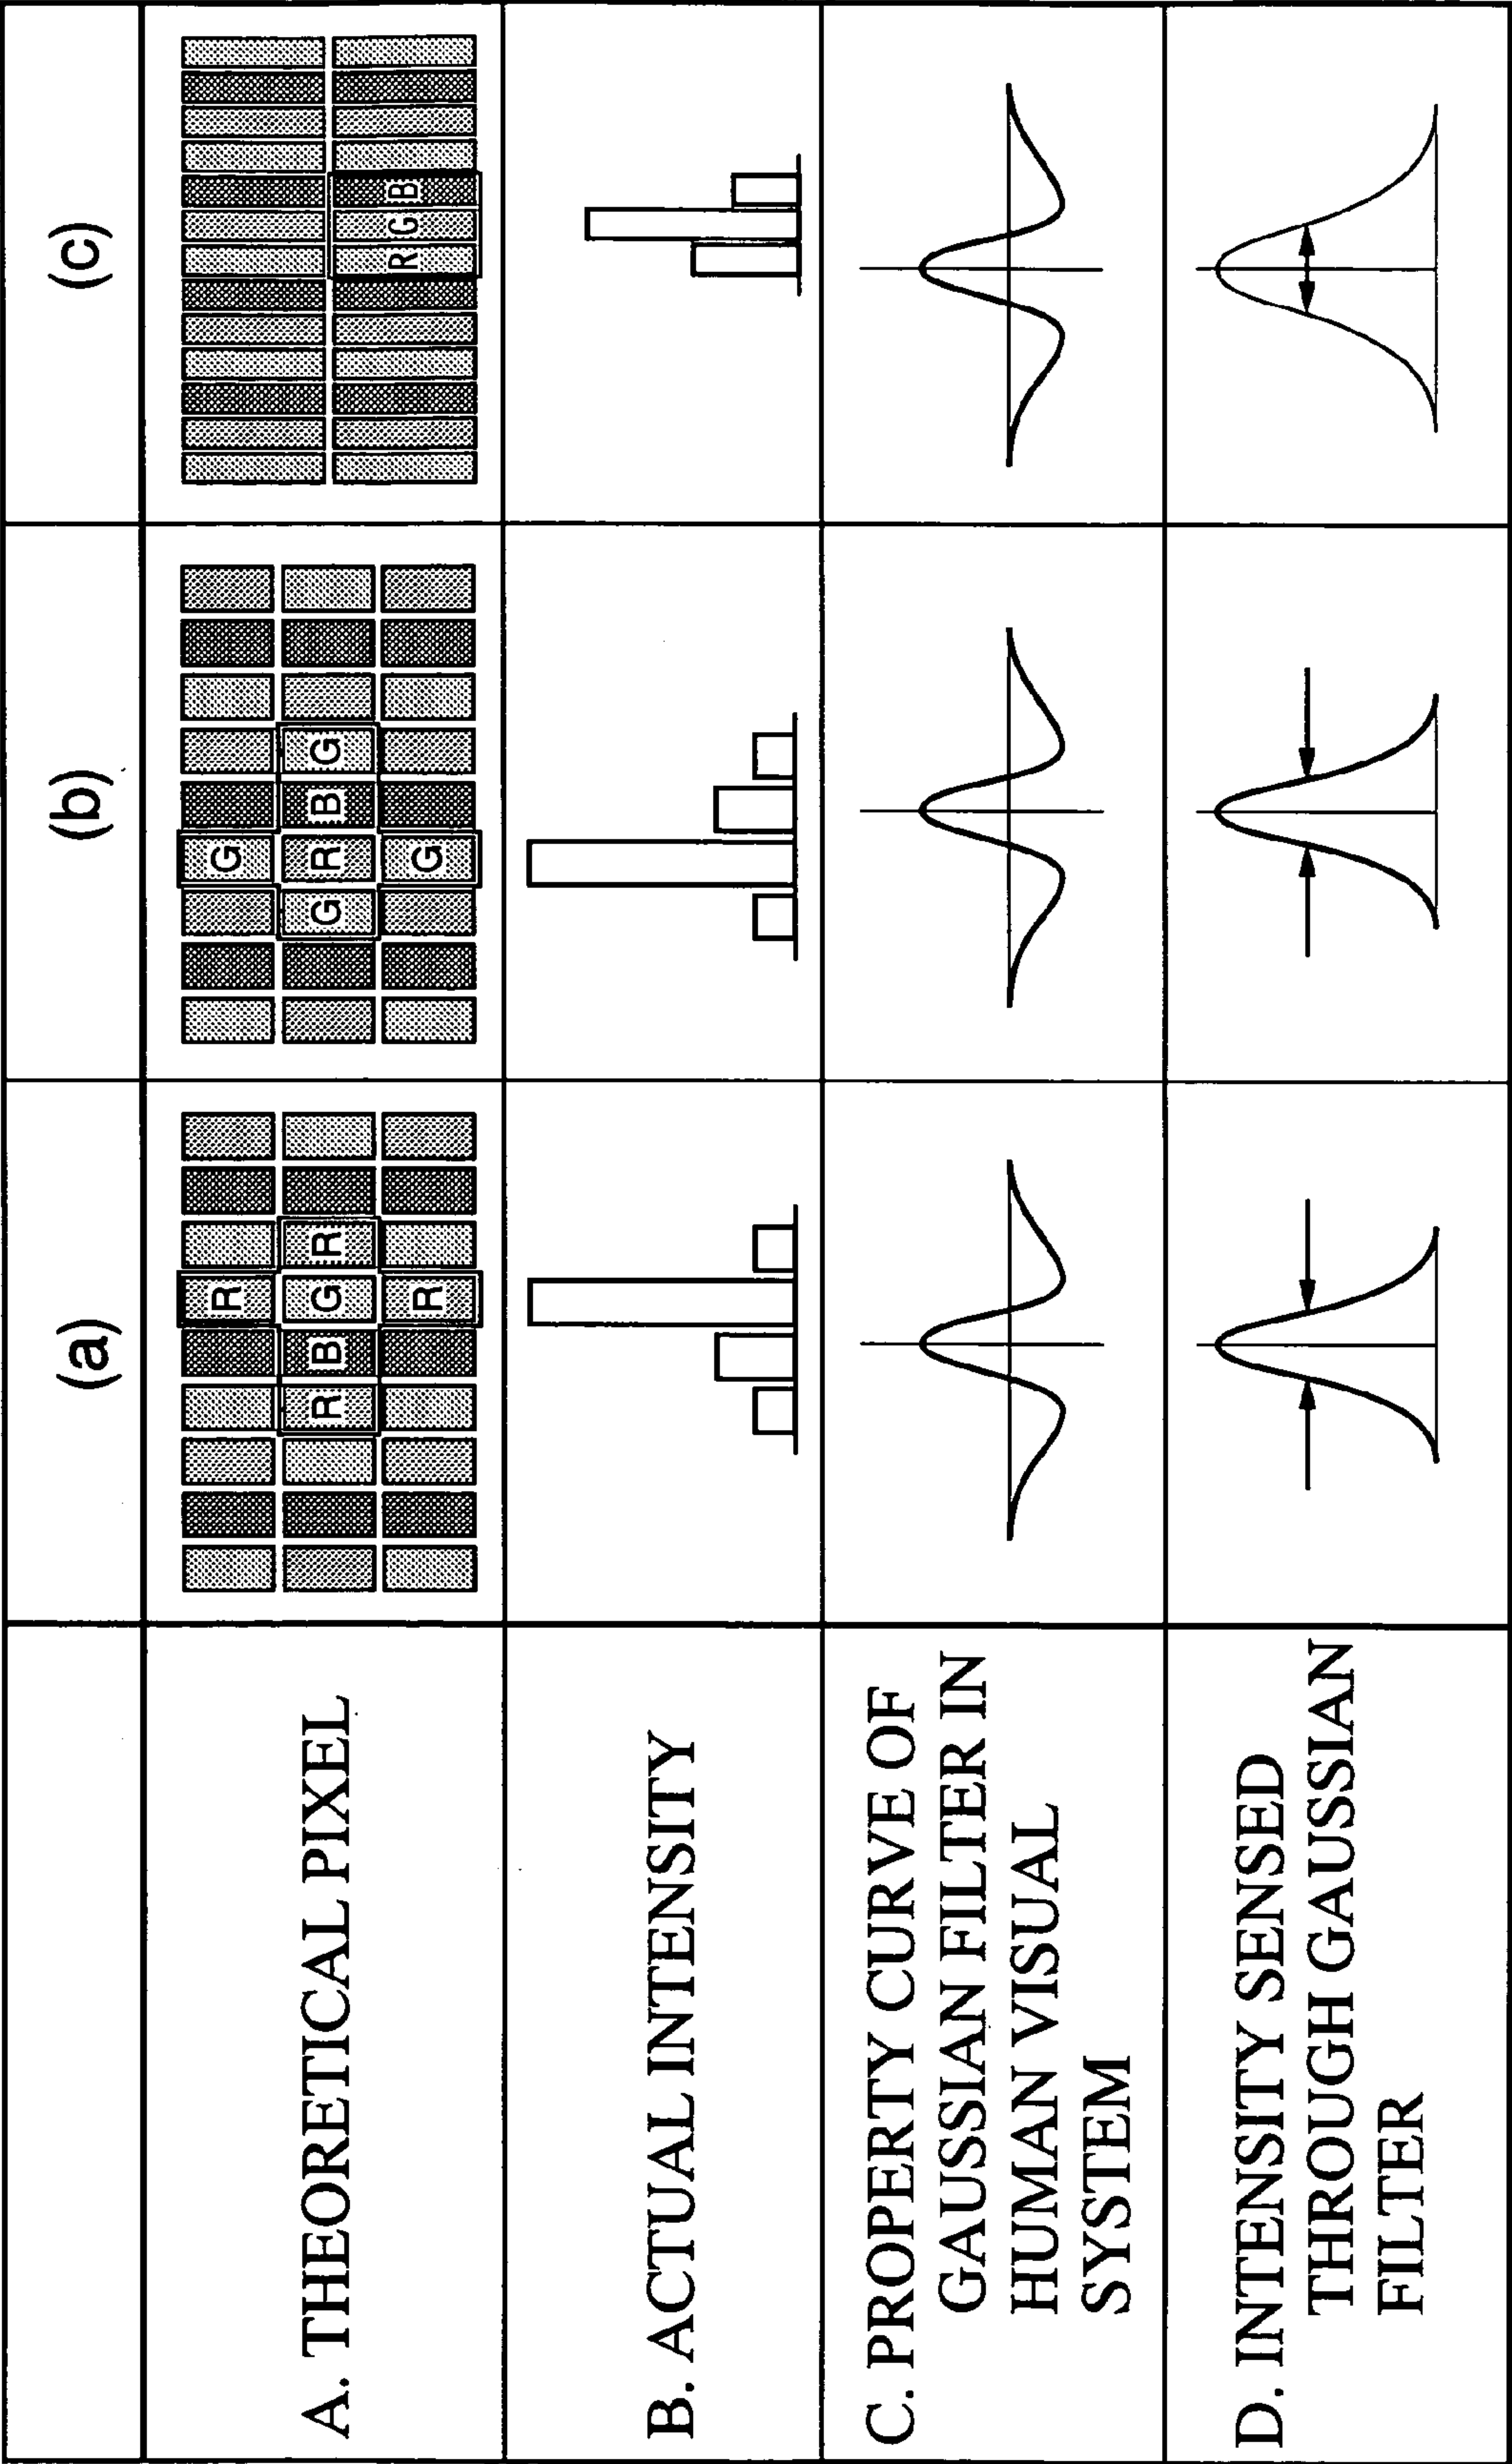 (a)
(b)
(c)
A. THEORETICAL PIXEL
R
R B G R
R
G
G R B G
G
R G B
B. ACTUAL INTENSITY
C. PROPERTY CURVE OF
GAUSSIAN FILTER IN
HUMAN VISUAL
SYSTEM
D. INTENSITY SENSED
THROUGH GAUSSIAN
FILTER